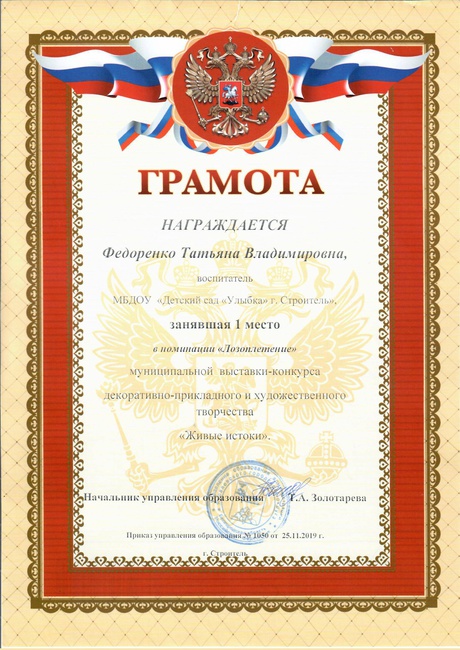 ГРАМОТА
НАГРАЖДАЕТСЯ
Федоренко Татьяна Владимировна,
воспитатель
МБДОУ «Детский сад «Улыбка» г. Строитель»,
занявшая 1 место
в номинации «Лозоплетение»
муниципальной выставки-конкурса
декоративно-прикладного и художественного
творчества
«Живые истоки».
Начальник управления образования Т.А. Золотарева
Приказ управления образования № 1050 от 25.11.2019 г.
г. Строитель